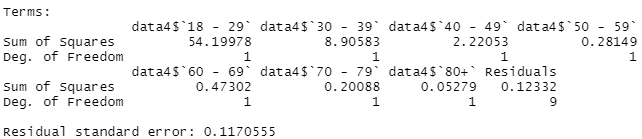 Terms:
data4$`18 - 29` data4$`30 - 39` data4$`40 - 49` data4$`50 - 59`
Sum of Squares 54.19978 8.90583 2.22053 0.28149
Deg. of Freedom 1 1 1 1
data4$`60 - 69` data4$`70 - 79` data4$`80+` Residuals
Sum of Squares 0.47302 0.20088 0.05279 0.12332
Deg. of Freedom 1 1 1 9
Residual standard error: 0.1170555